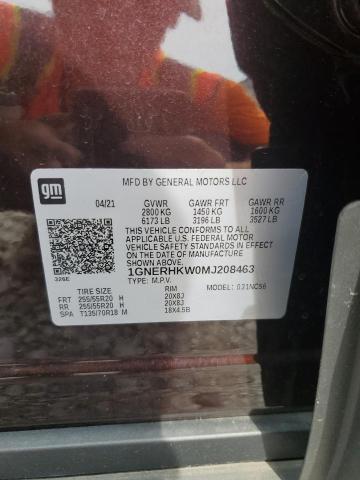 gm
MFD BY GENERAL MOTORS LLC
04/21 GVWR GAWR FRT GAWR RR
2800 KG 1450 KG 1600 KG
6173 LB 3196 LB 3527 LB
THIS VEHICLE CONFORMS TO ALL
APPLICABLE U.S. FEDERAL MOTOR
VEHICLE SAFETY STANDARDS IN EFFECT
ON THE DATE OF MANUFACTURE
SHOWN ABOVE.
1GNERHKW0MJ208463
TYPE: M.P.V. MODEL:
TIRE SIZE RIM
FRT 255/55R20 H 20X8J
RR 255/55R20 H 20X8J
SPA T135/70R18 M 18X4.5B